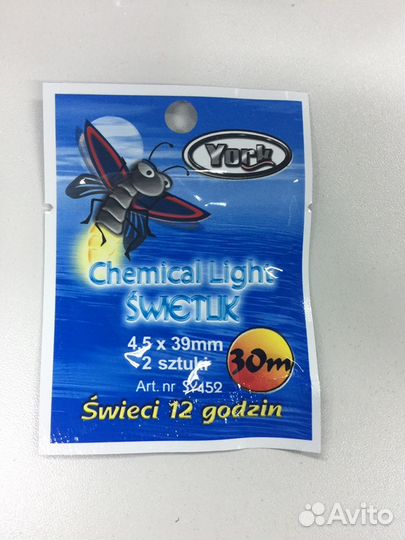 York
Chemical Light
ŚWIETLIK
4,5 x 39mm
2 sztuki
30m
Art. nr
Świeci 12 godzin
Avito